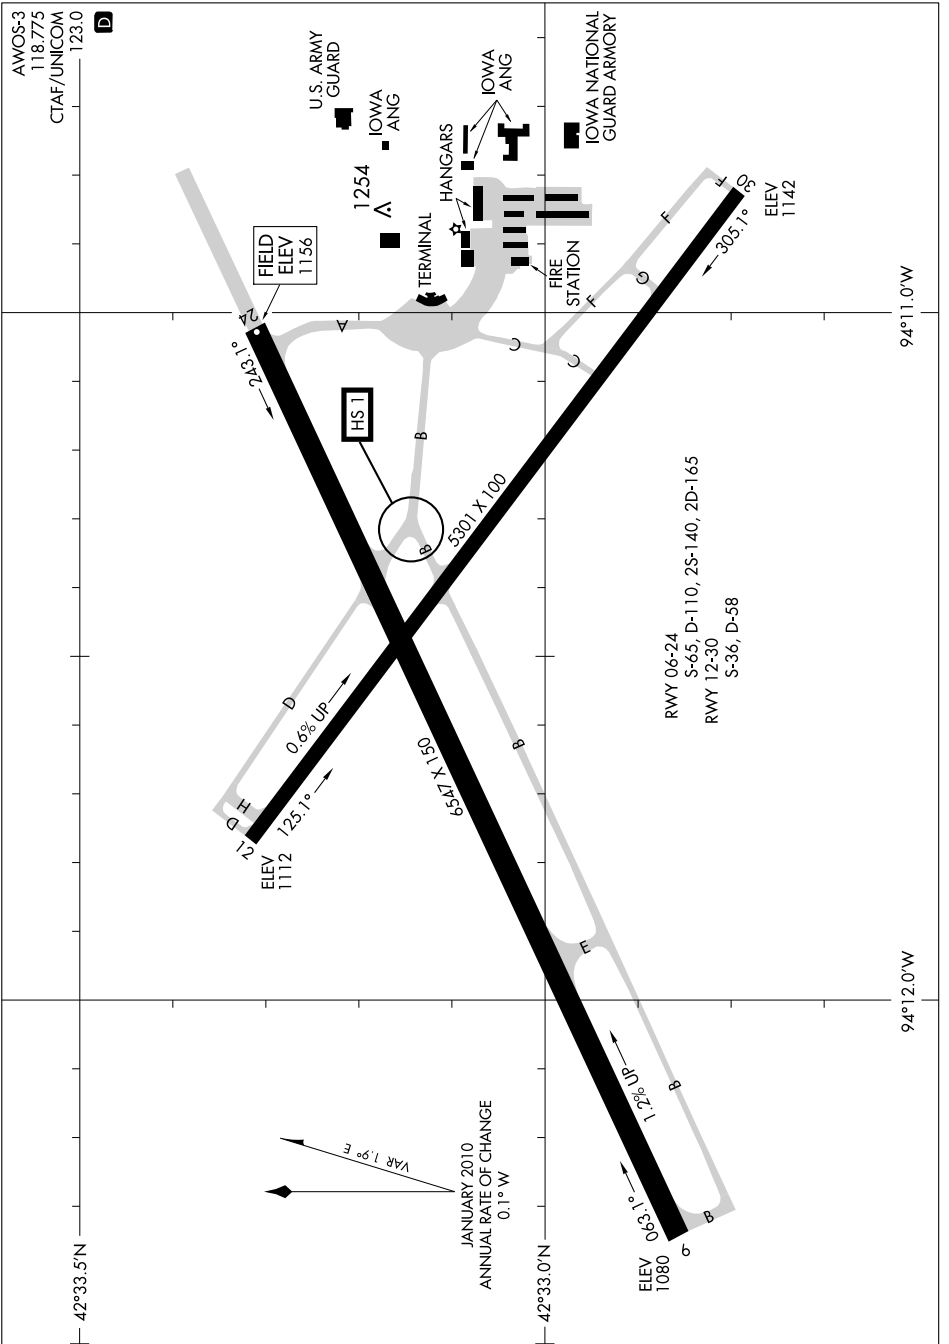 AWOS-3
118.775
CTAF/UNICOM
123.0
D
U.S. ARMY
GUARD
IOWA
ANG
1254
HANGARS
IOWA
ANG
IOWA NATIONAL
GUARD ARMORY
TERMINAL
FIRE
STATION
FIELD
ELEV
1156
24
243.1°
A
HS 1
B
B
C
C
F
G
F
F
30
ELEV
1142
305.1°
94°11.0'W
5301 X 100
D
0.6% UP
125.1°
H
D
12
ELEV
1112
6547 X 150
B
E
RWY 06-24
S-65, D-110, 2S-140, 2D-165
RWY 12-30
S-36, D-58
94°12.0'W
1.2% UP
B
063.1°
B
6
ELEV
1080
VAR 1.9° E
JANUARY 2010
ANNUAL RATE OF CHANGE
0.1° W
42°33.5'N
42°33.0'N